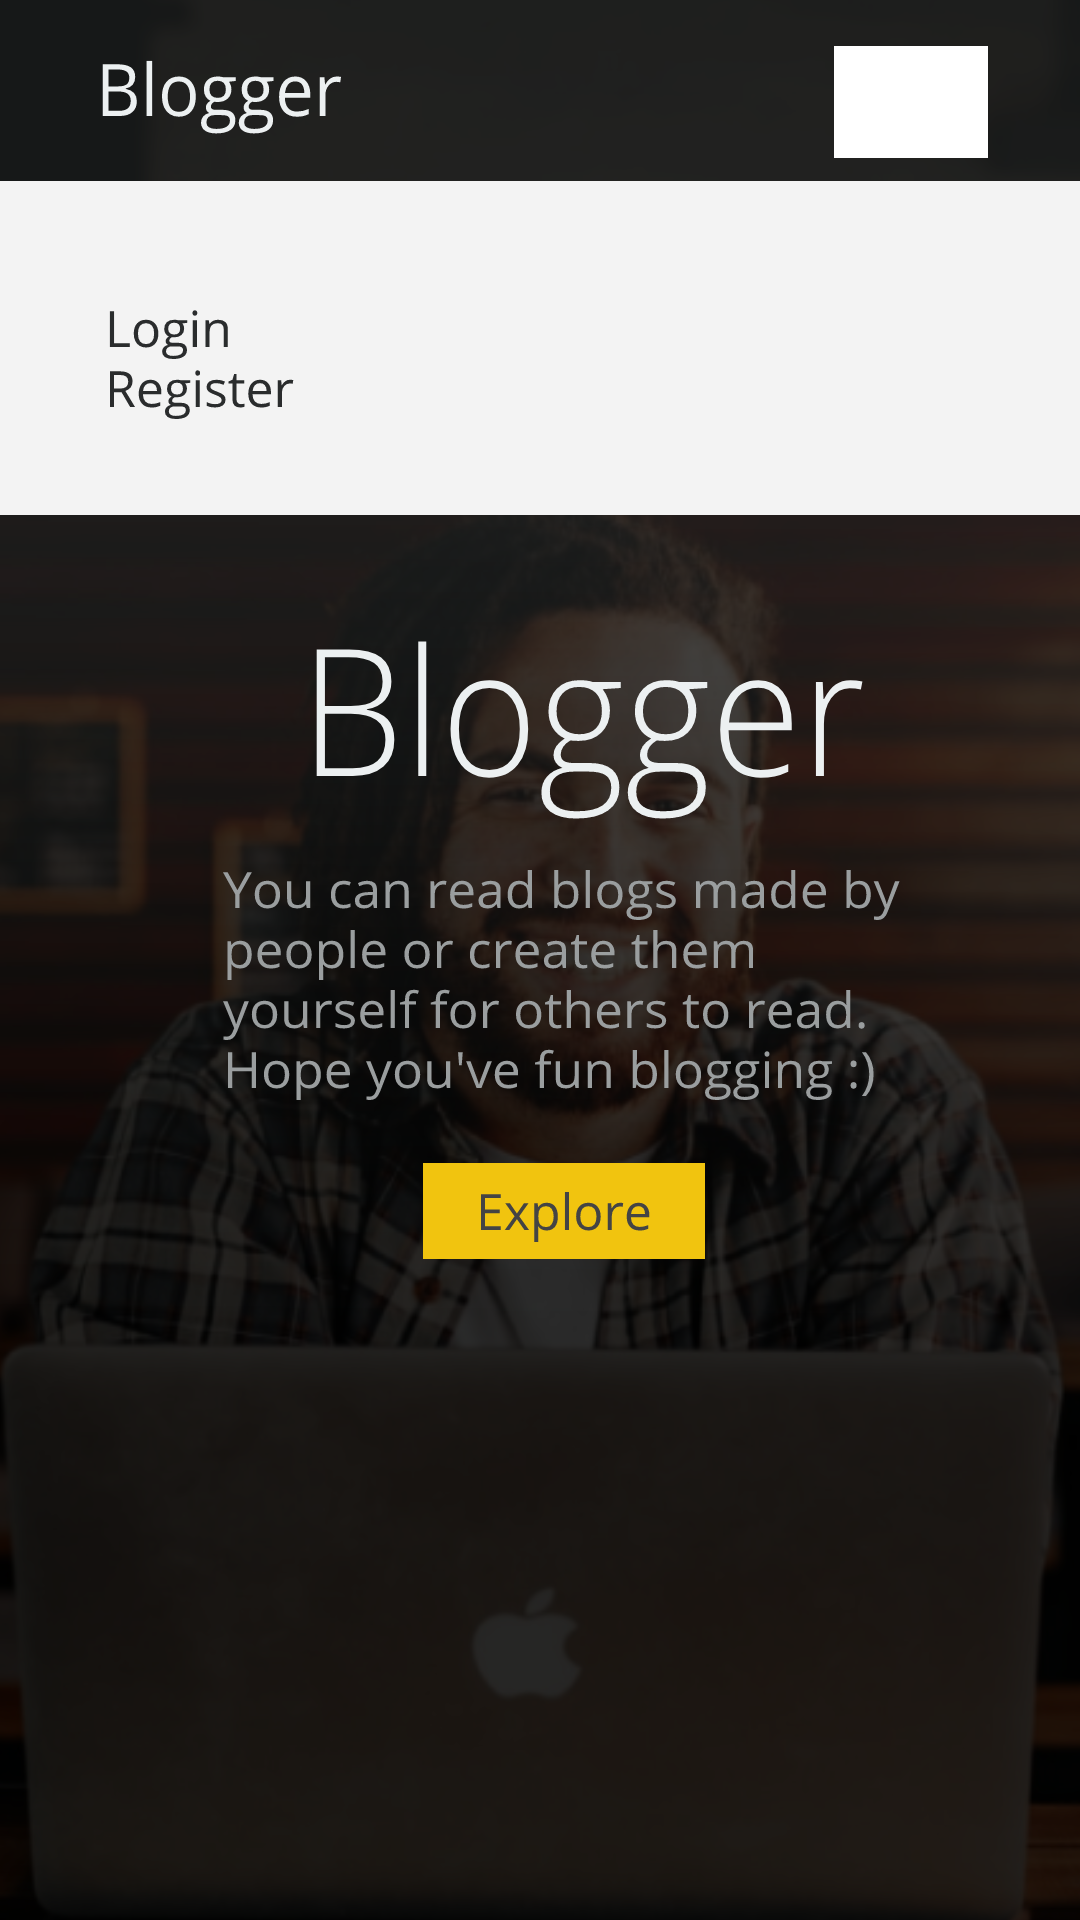 Blogger
Login
Register
Blogger
You can read blogs made by
people or create them
yourself for others to read.
Hope you've fun blogging :)
Explore